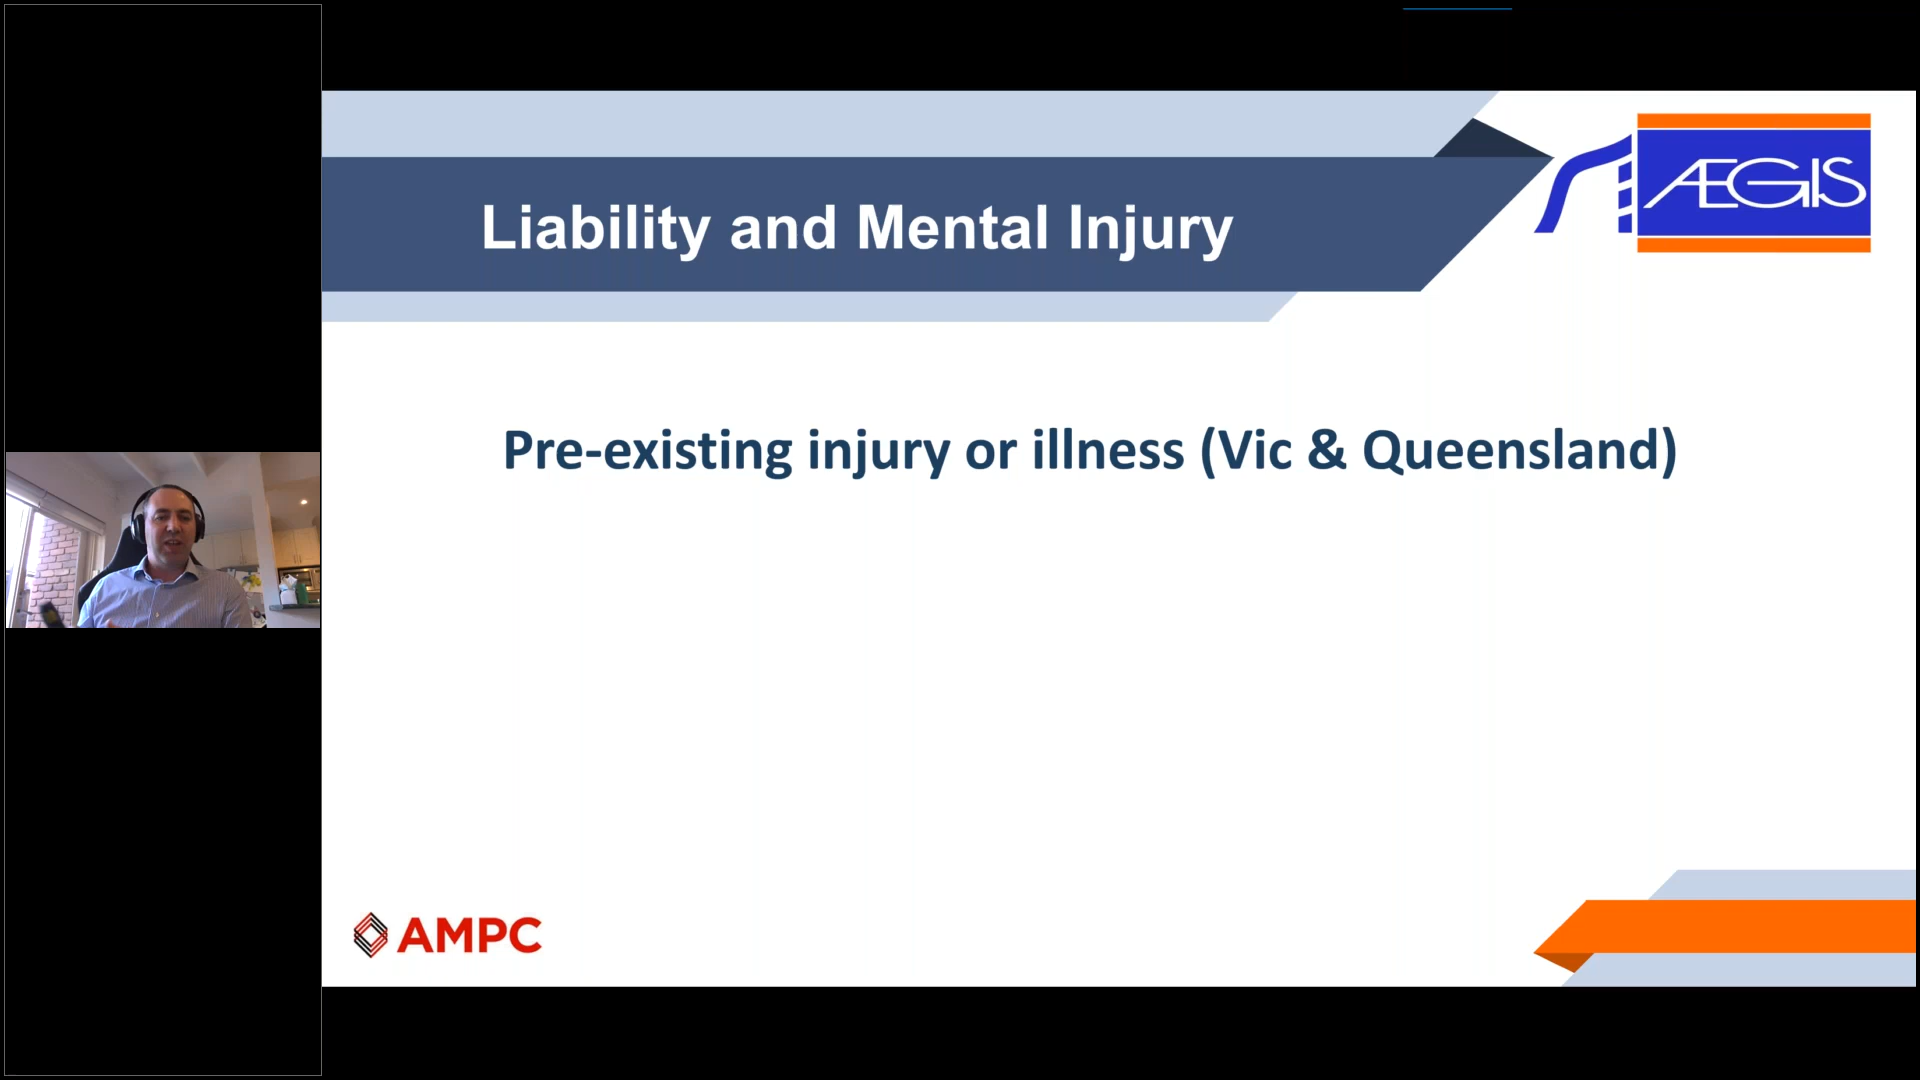 Liability and Mental Injury
ÆGIS
Pre-existing injury or illness (Vic & Queensland)
AMPC